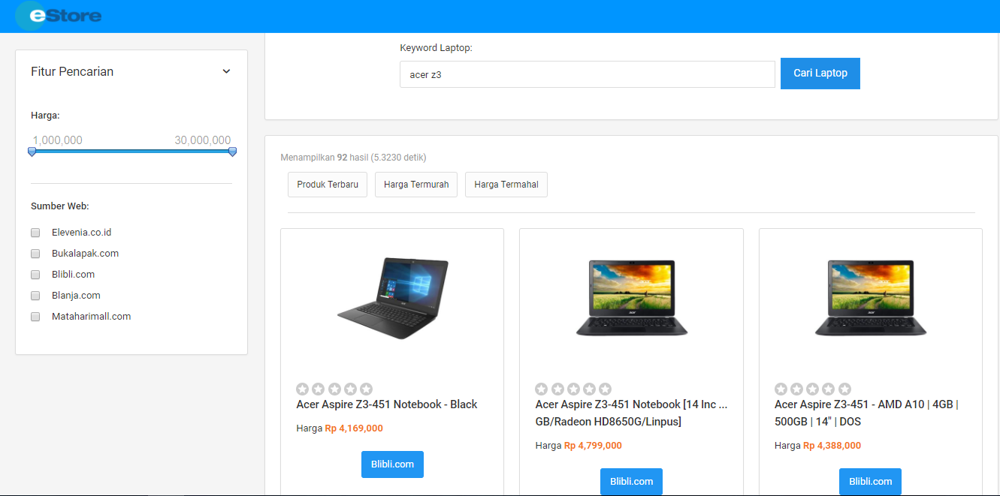 eStore
Fitur Pencarian
Harga:
1,000,000 30,000,000
Sumber Web:
Elevenia.co.id
Bukalapak.com
Blibli.com
Blanja.com
Mataharimall.com
Keyword Laptop:
acer z3
Cari Laptop
Menampilkan 92 hasil (5.3230 detik)
Produk Terbaru
Harga Termurah
Harga Termahal
Acer Aspire Z3-451 Notebook - Black
Harga Rp 4,169,000
Blibli.com
Acer Aspire Z3-451 Notebook [14 Inc ...
GB/Radeon HD8650G/Linpus]
Harga Rp 4,799,000
Blibli.com
Acer Aspire Z3-451 - AMD A10 | 4GB |
500GB | 14" | DOS
Harga Rp 4,388,000
Blibli.com